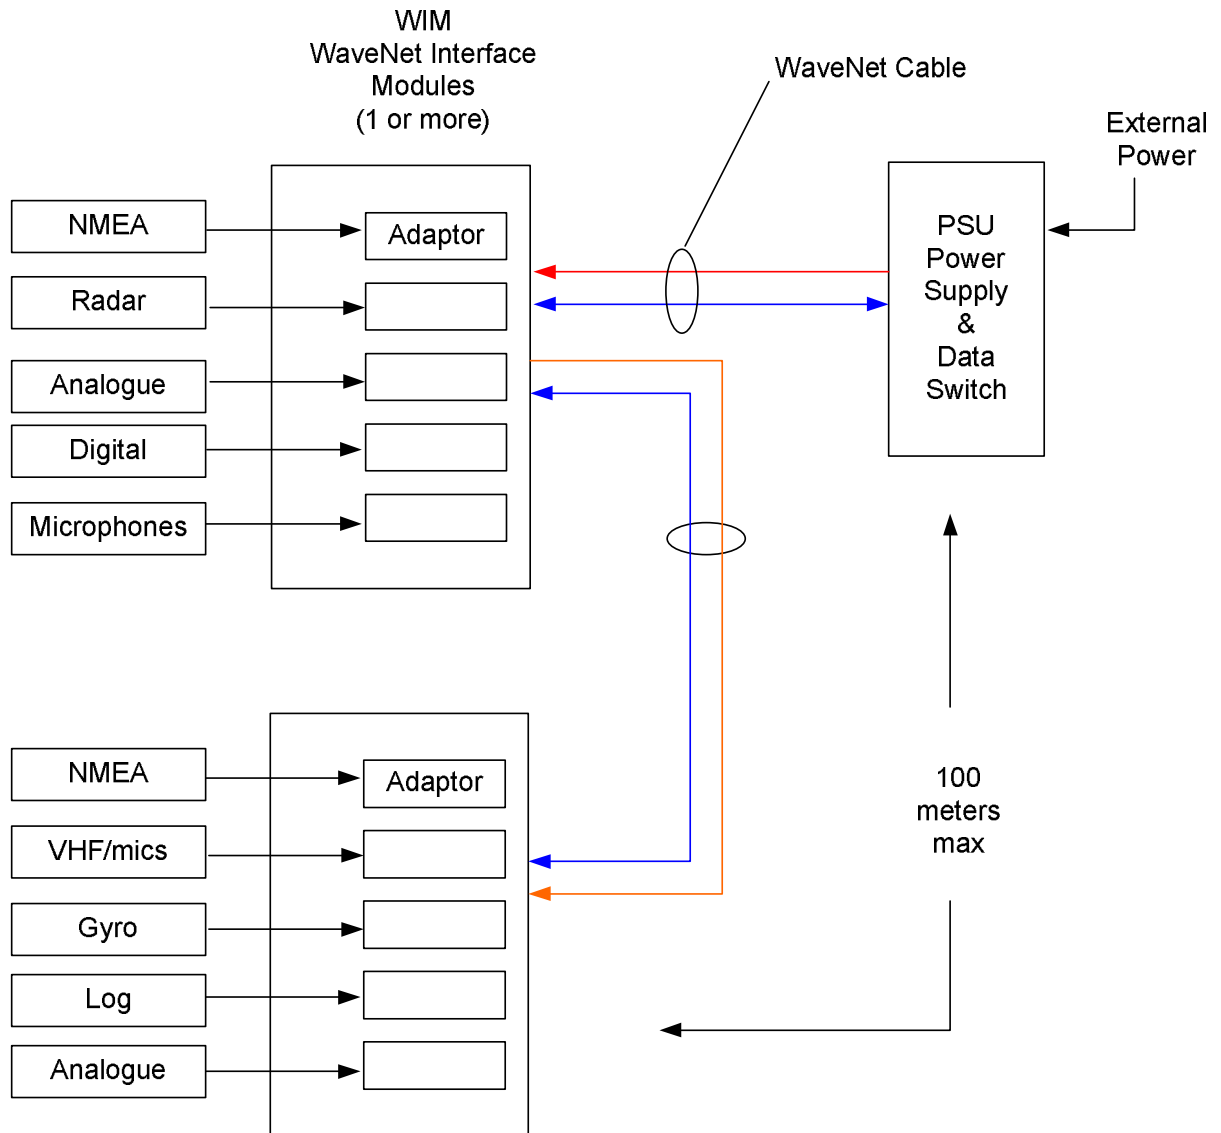 WIM
WaveNet Interface
Modules
(1 or more)
WaveNet Cable
External
Power
NMEA
Radar
Analogue
Digital
Microphones
Adaptor
PSU
Power
Supply
&
Data
Switch
NMEA
VHF/mics
Gyro
Log
Analogue
Adaptor
100
meters
max